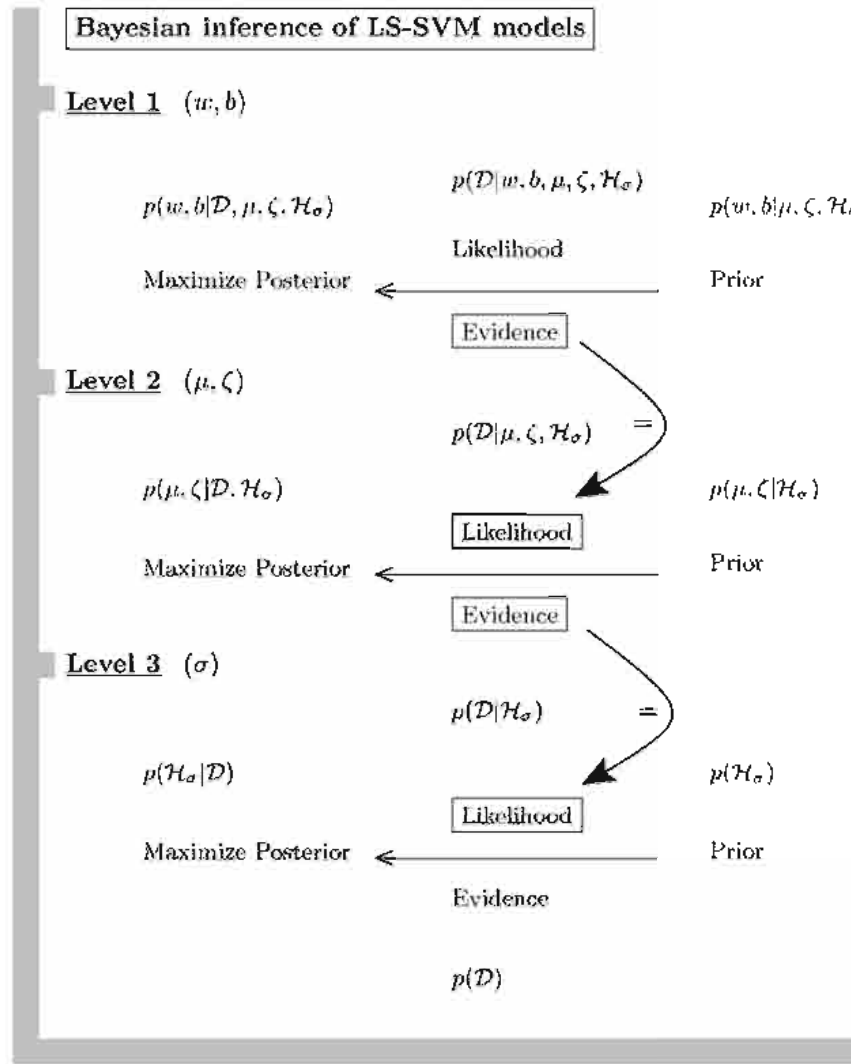 Bayesian inference of LS-SVM models
Level 1 (w, b)
p(D|w, b, μ, ζ, H_σ)
p(w, b|D, μ, ζ, H_σ)
p(w, b|μ, ζ, H
Likelihood
Maximize Posterior
Prior
Evidence
Level 2 (μ, ζ)
p(D|μ, ζ, H_σ)
=
p(μ, ζ|D, H_σ)
p(μ, ζ|H_σ)
Likelihood
Maximize Posterior
Prior
Evidence
Level 3 (σ)
p(D|H_σ)
=
p(H_σ|D)
p(H_σ)
Likelihood
Maximize Posterior
Prior
Evidence
p(D)